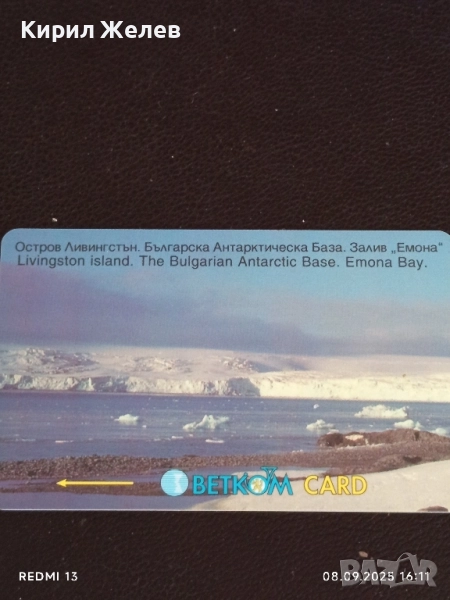 Кирил Желев
Остров Ливингстън. Българска Антарктическа База. Залив „Емона"
Livingston island. The Bulgarian Antarctic Base. Emona Bay.
BETKOM CARD
REDMI 13
08.09.2025 16:11
BAZAR